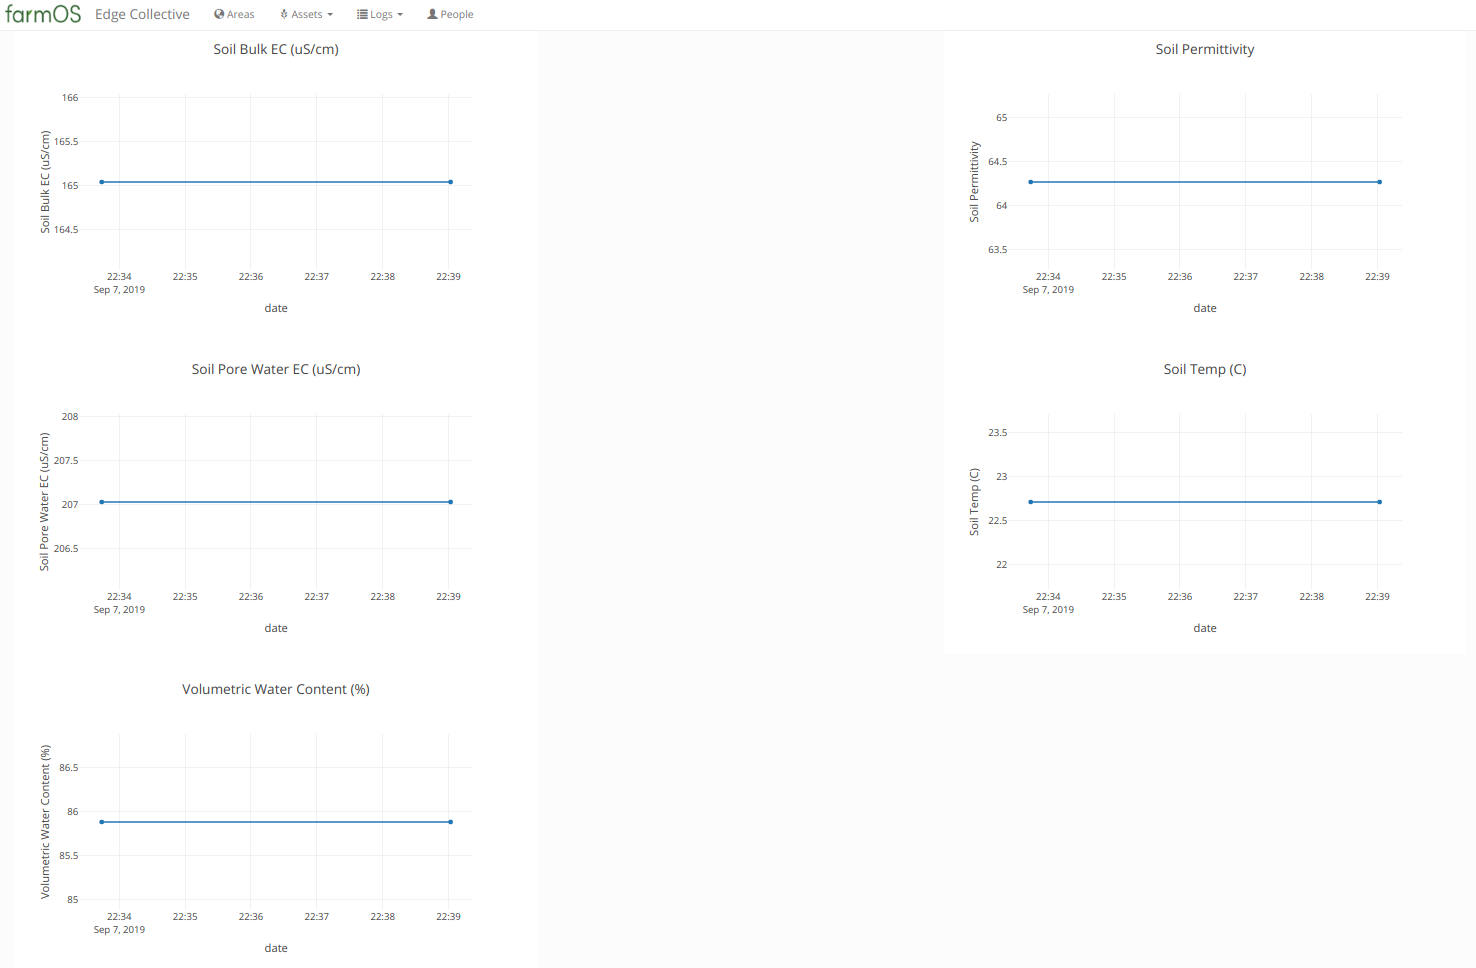 farmOS Edge Collective Areas Assets Logs People
Soil Bulk EC (uS/cm)
Soil Bulk EC (uS/cm)
166
165.5
165
164.5
22:34 22:35 22:36 22:37 22:38 22:39
Sep 7, 2019
date
Soil Permittivity
Soil Permittivity
65
64.5
64
63.5
22:34 22:35 22:36 22:37 22:38 22:39
Sep 7, 2019
date
Soil Pore Water EC (uS/cm)
Soil Pore Water EC (uS/cm)
208
207.5
207
206.5
22:34 22:35 22:36 22:37 22:38 22:39
Sep 7, 2019
date
Soil Temp (C)
Soil Temp (C)
23.5
23
22.5
22
22:34 22:35 22:36 22:37 22:38 22:39
Sep 7, 2019
date
Volumetric Water Content (%)
Volumetric Water Content (%)
86.5
86
85.5
85
22:34 22:35 22:36 22:37 22:38 22:39
Sep 7, 2019
date